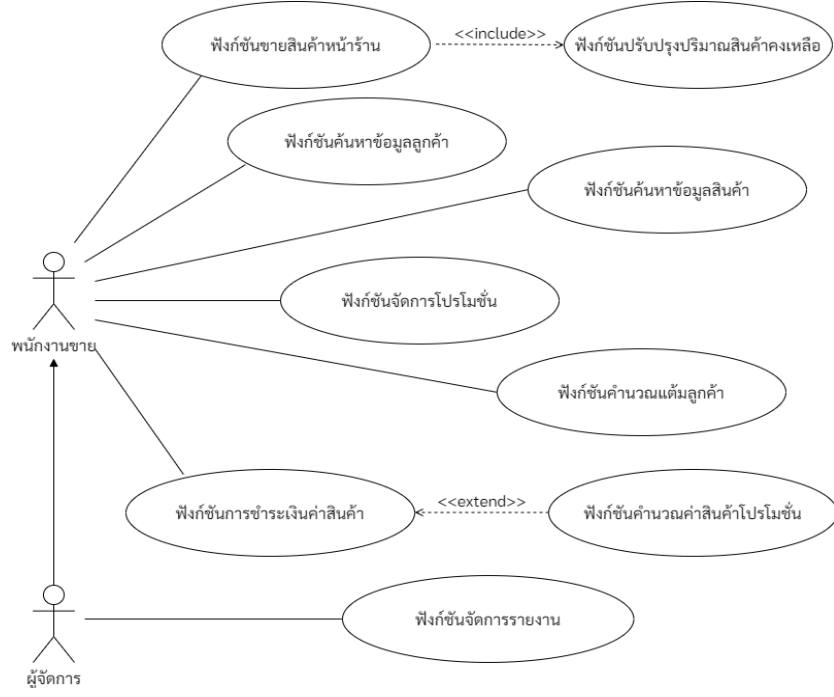 ฟังก์ชันขายสินค้าหน้าร้าน
<<include>>
ฟังก์ชันปรับปรุงปริมาณสินค้าคงเหลือ
ฟังก์ชันค้นหาข้อมูลลูกค้า
ฟังก์ชันค้นหาข้อมูลสินค้า
ฟังก์ชันจัดการโปรโมชั่น
พนักงานขาย
ฟังก์ชันคำนวณแต้มลูกค้า
ฟังก์ชันการชำระเงินค่าสินค้า
<<extend>>
ฟังก์ชันคำนวณค่าสินค้าโปรโมชั่น
ฟังก์ชันจัดการรายงาน
ผู้จัดการ